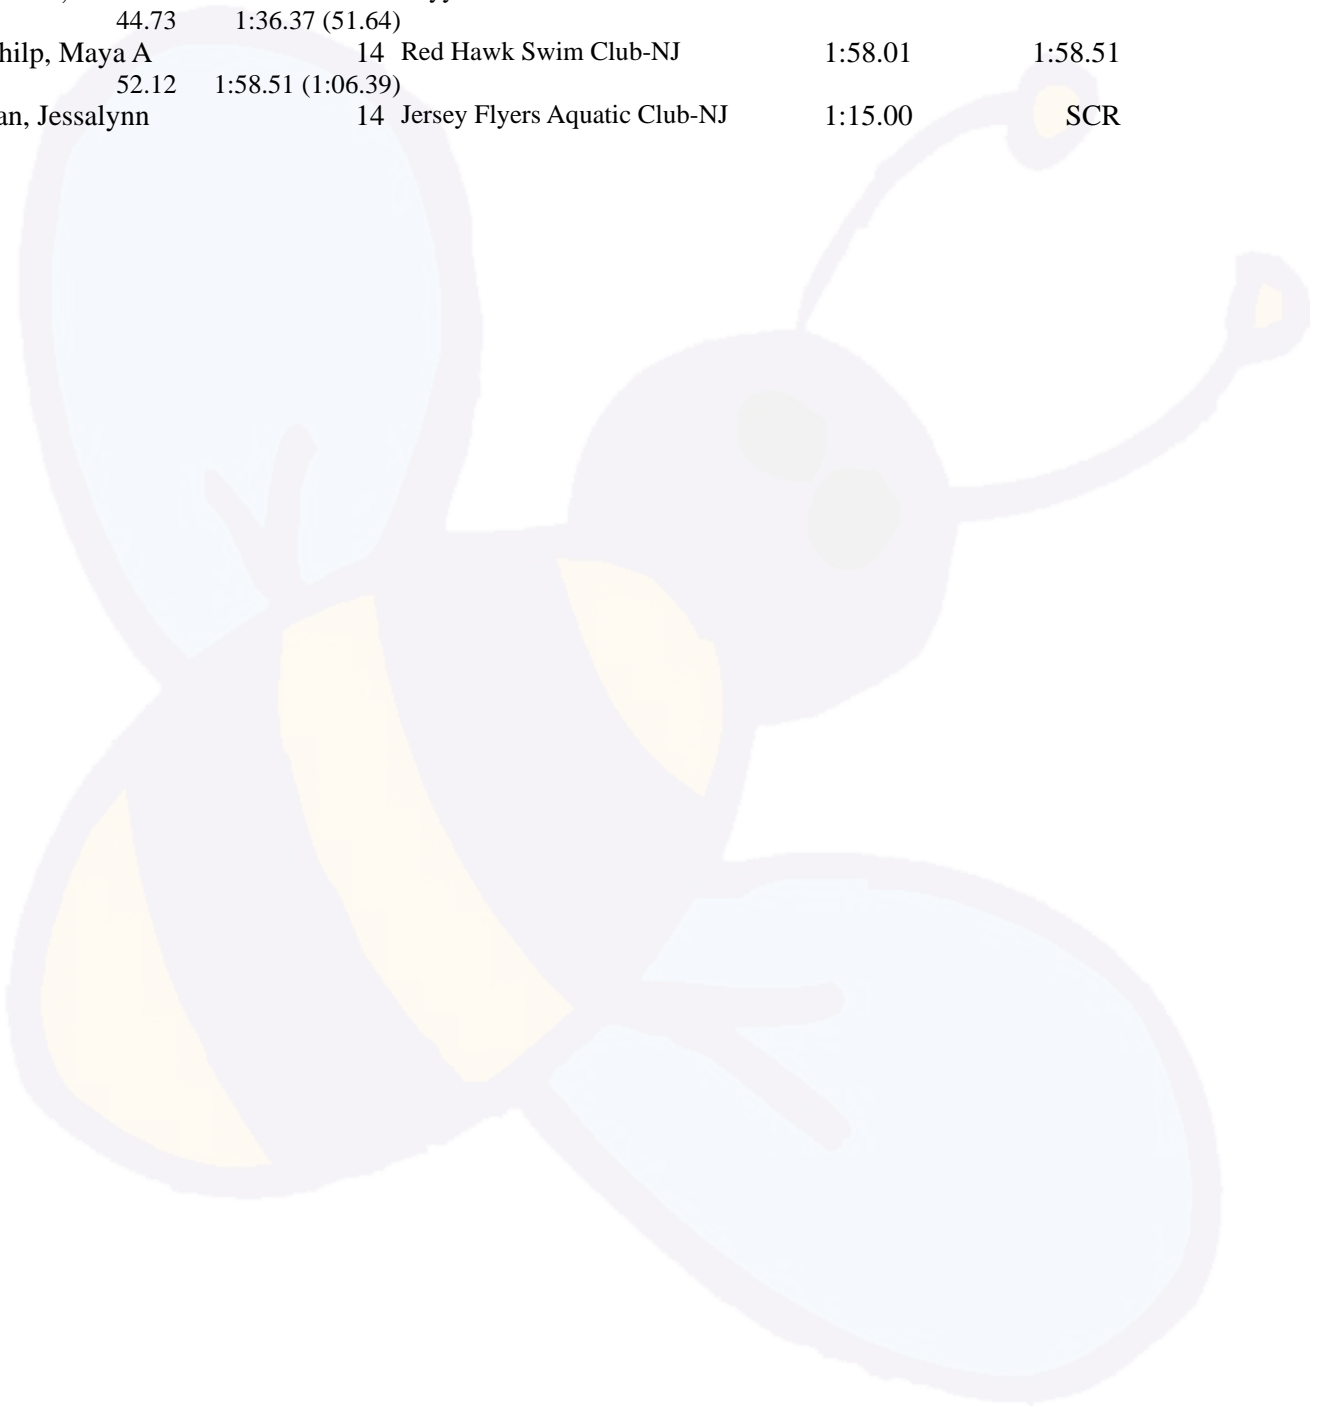 44.73 1:36.37 (51.64)
hilp, Maya A 14 Red Hawk Swim Club-NJ 1:58.01 1:58.51
52.12 1:58.51 (1:06.39)
an, Jessalynn 14 Jersey Flyers Aquatic Club-NJ 1:15.00 SCR